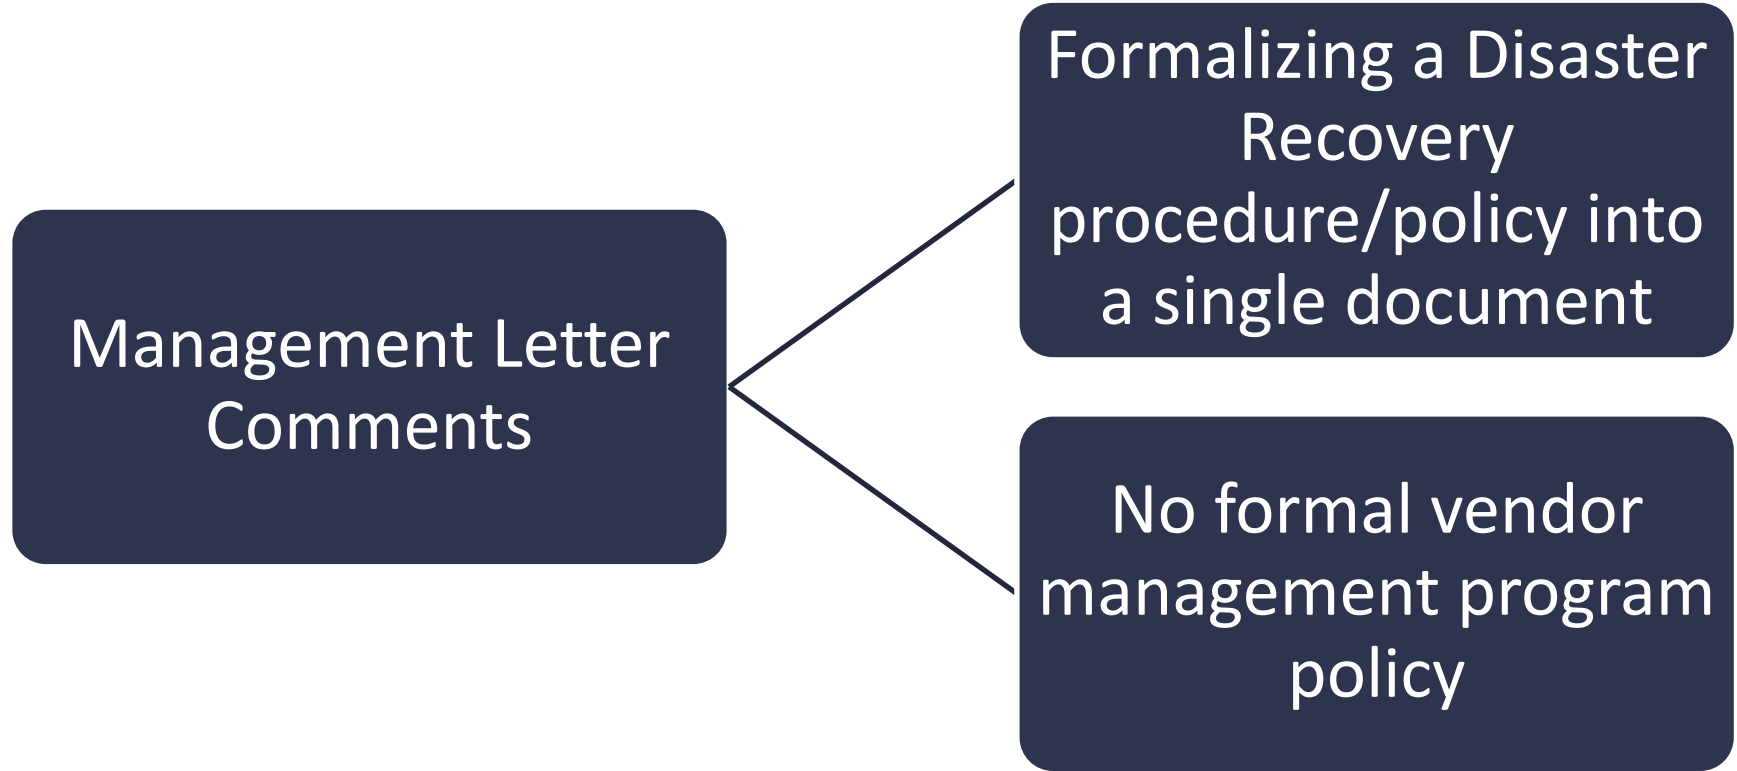 Management Letter
Comments
Formalizing a Disaster
Recovery
procedure/policy into
a single document
No formal vendor
management program
policy